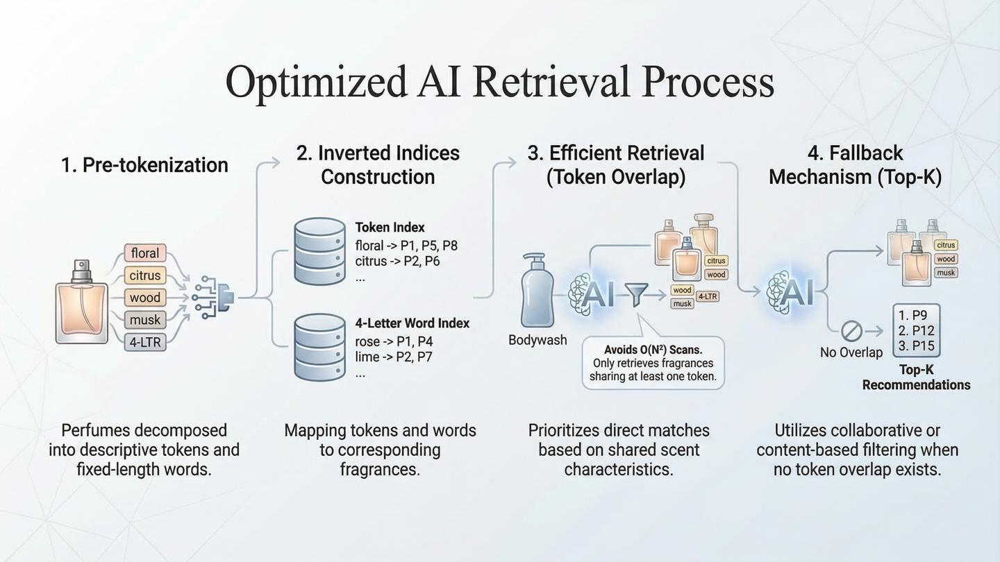 Optimized AI Retrieval Process
1. Pre-tokenization
floral
citrus
wood
musk
4-LTR
Perfumes decomposed
into descriptive tokens and
fixed-length words.
2. Inverted Indices
Construction
Token Index
floral -> P1, P5, P8
citrus -> P2, P6
...
4-Letter Word Index
rose -> P1, P4
lime -> P2, P7
...
Mapping tokens and words
to corresponding
fragrances.
3. Efficient Retrieval
(Token Overlap)
Bodywash
AI
citrus
wood
wood
4-LTR
musk
Avoids O(N²) Scans.
Only retrieves fragrances
sharing at least one token.
Prioritizes direct matches
based on shared scent
characteristics.
4. Fallback
Mechanism (Top-K)
AI
citrus
wood
musk
No Overlap
1. P9
2. P12
3. P15
Top-K
Recommendations
Utilizes collaborative or
content-based filtering when
no token overlap exists.